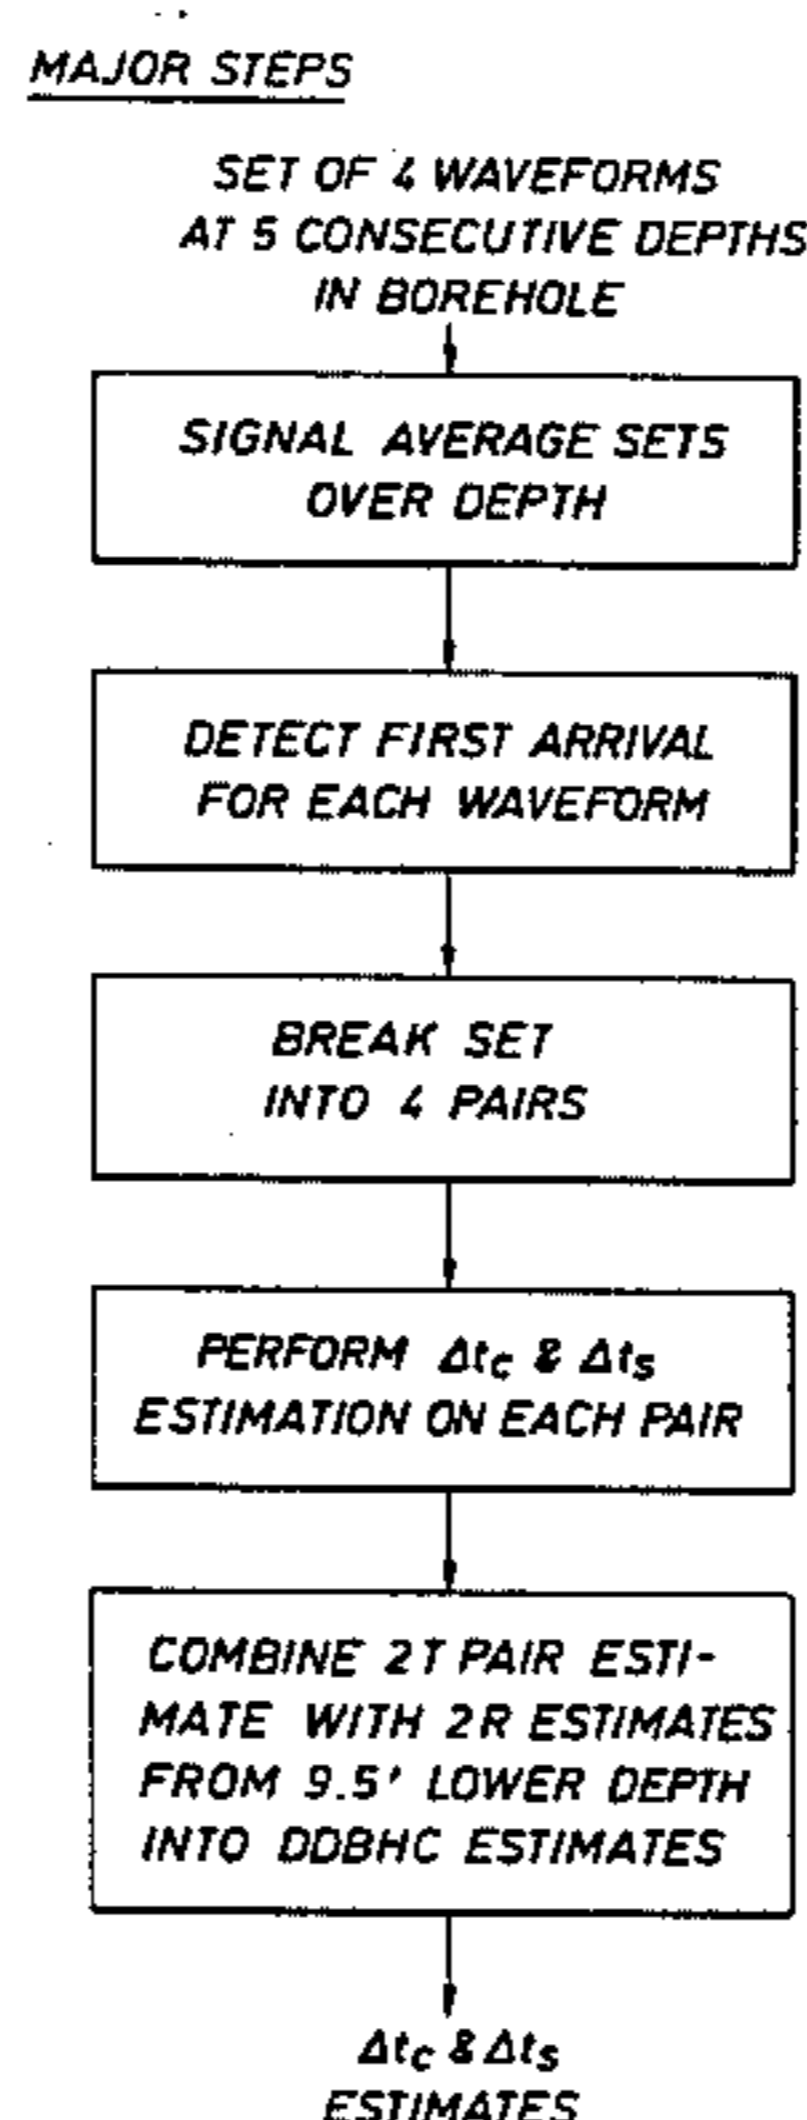 MAJOR STEPS
SET OF 4 WAVEFORMS
AT 5 CONSECUTIVE DEPTHS
IN BOREHOLE
SIGNAL AVERAGE SETS
OVER DEPTH
DETECT FIRST ARRIVAL
FOR EACH WAVEFORM
BREAK SET
INTO 4 PAIRS
PERFORM Δtc & Δts
ESTIMATION ON EACH PAIR
COMBINE 2T PAIR ESTI-
MATE WITH 2R ESTIMATES
FROM 9.5' LOWER DEPTH
INTO DDBHC ESTIMATES
Δtc & Δts
ESTIMATES